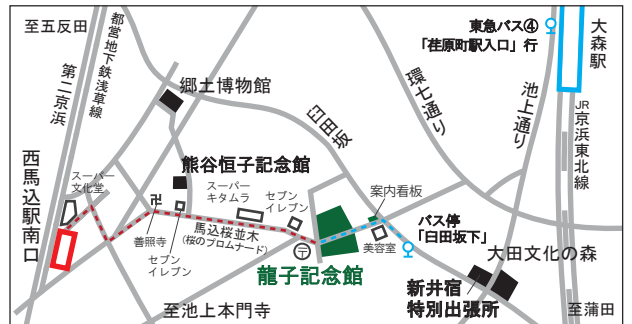 至五反田
都営地下鉄浅草線
第二京浜
西馬込駅南口
スーパー
文化堂
郷土博物館
熊谷恒子記念館
卍
善照寺
セブン
イレブン
スーパー
キタムラ
馬込桜並木
(桜のプロムナード)
セブン
イレブン
〒
龍子記念館
至池上本門寺
臼田坂
環七通り
池上通り
東急バス④
「荏原町駅入口」行
大森駅
JR京浜東北線
案内看板
美容室
バス停
「臼田坂下」
大田文化の森
新井宿
特別出張所
至蒲田